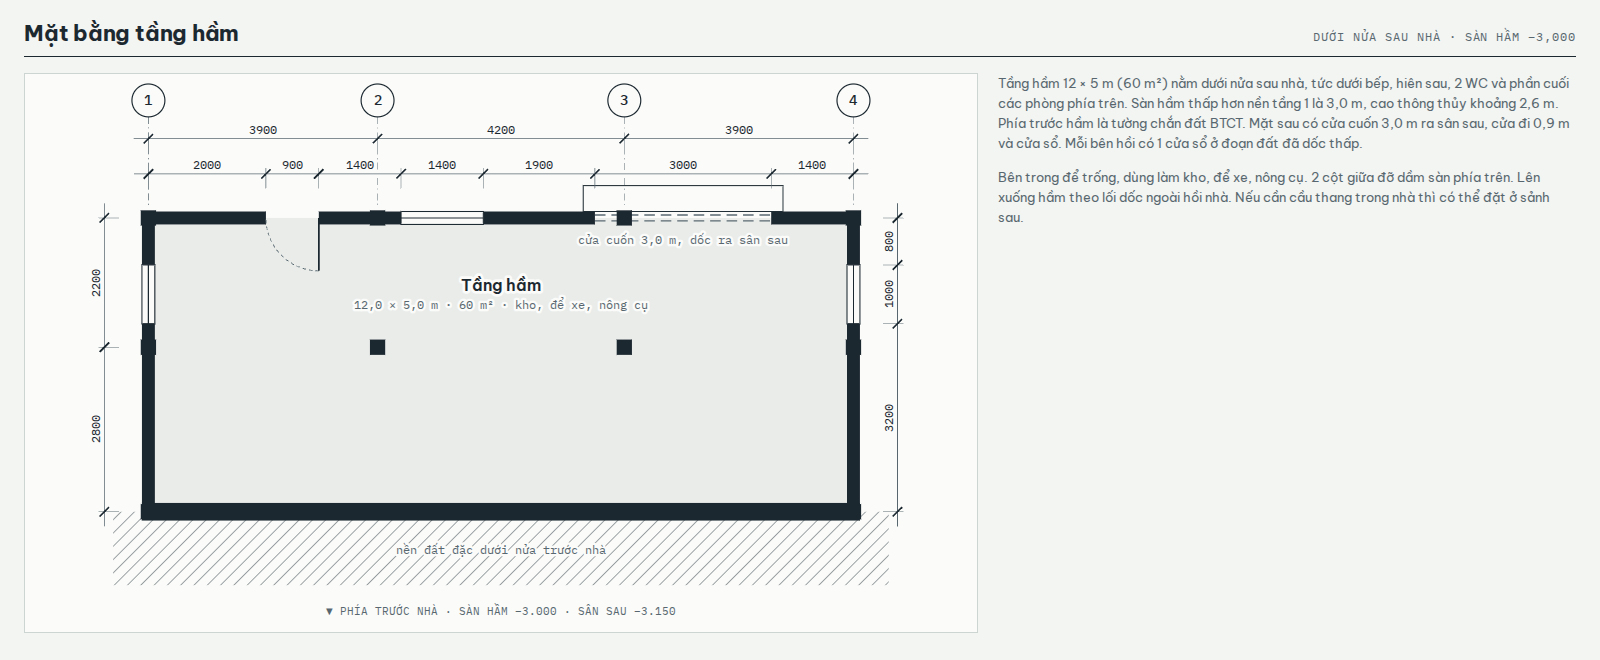 Mặt bằng tầng hầm
DƯỚI NỬA SAU NHÀ · SÀN HẦM −3,000
1 2 3 4
3900 4200 3900
2000 900 1400 1400 1900 3000 1400
cửa cuốn 3,0 m, dốc ra sân sau
2200
2800
800
1000
3200
Tầng hầm
12,0 × 5,0 m · 60 m² · kho, để xe, nông cụ
nền đất đặc dưới nửa trước nhà
▼ PHÍA TRƯỚC NHÀ · SÀN HẦM −3.000 · SÂN SAU −3.150
Tầng hầm 12 × 5 m (60 m²) nằm dưới nửa sau nhà, tức dưới bếp, hiên sau, 2 WC và phần cuối
các phòng phía trên. Sàn hầm thấp hơn nền tầng 1 là 3,0 m, cao thông thủy khoảng 2,6 m.
Phía trước hầm là tường chắn đất BTCT. Mặt sau có cửa cuốn 3,0 m ra sân sau, cửa đi 0,9 m
và cửa sổ. Mỗi bên hồi có 1 cửa sổ ở đoạn đất đã dốc thấp.
Bên trong để trống, dùng làm kho, để xe, nông cụ. 2 cột giữa đỡ dầm sàn phía trên. Lên
xuống hầm theo lối dốc ngoài hồi nhà. Nếu cần cầu thang trong nhà thì có thể đặt ở sảnh
sau.